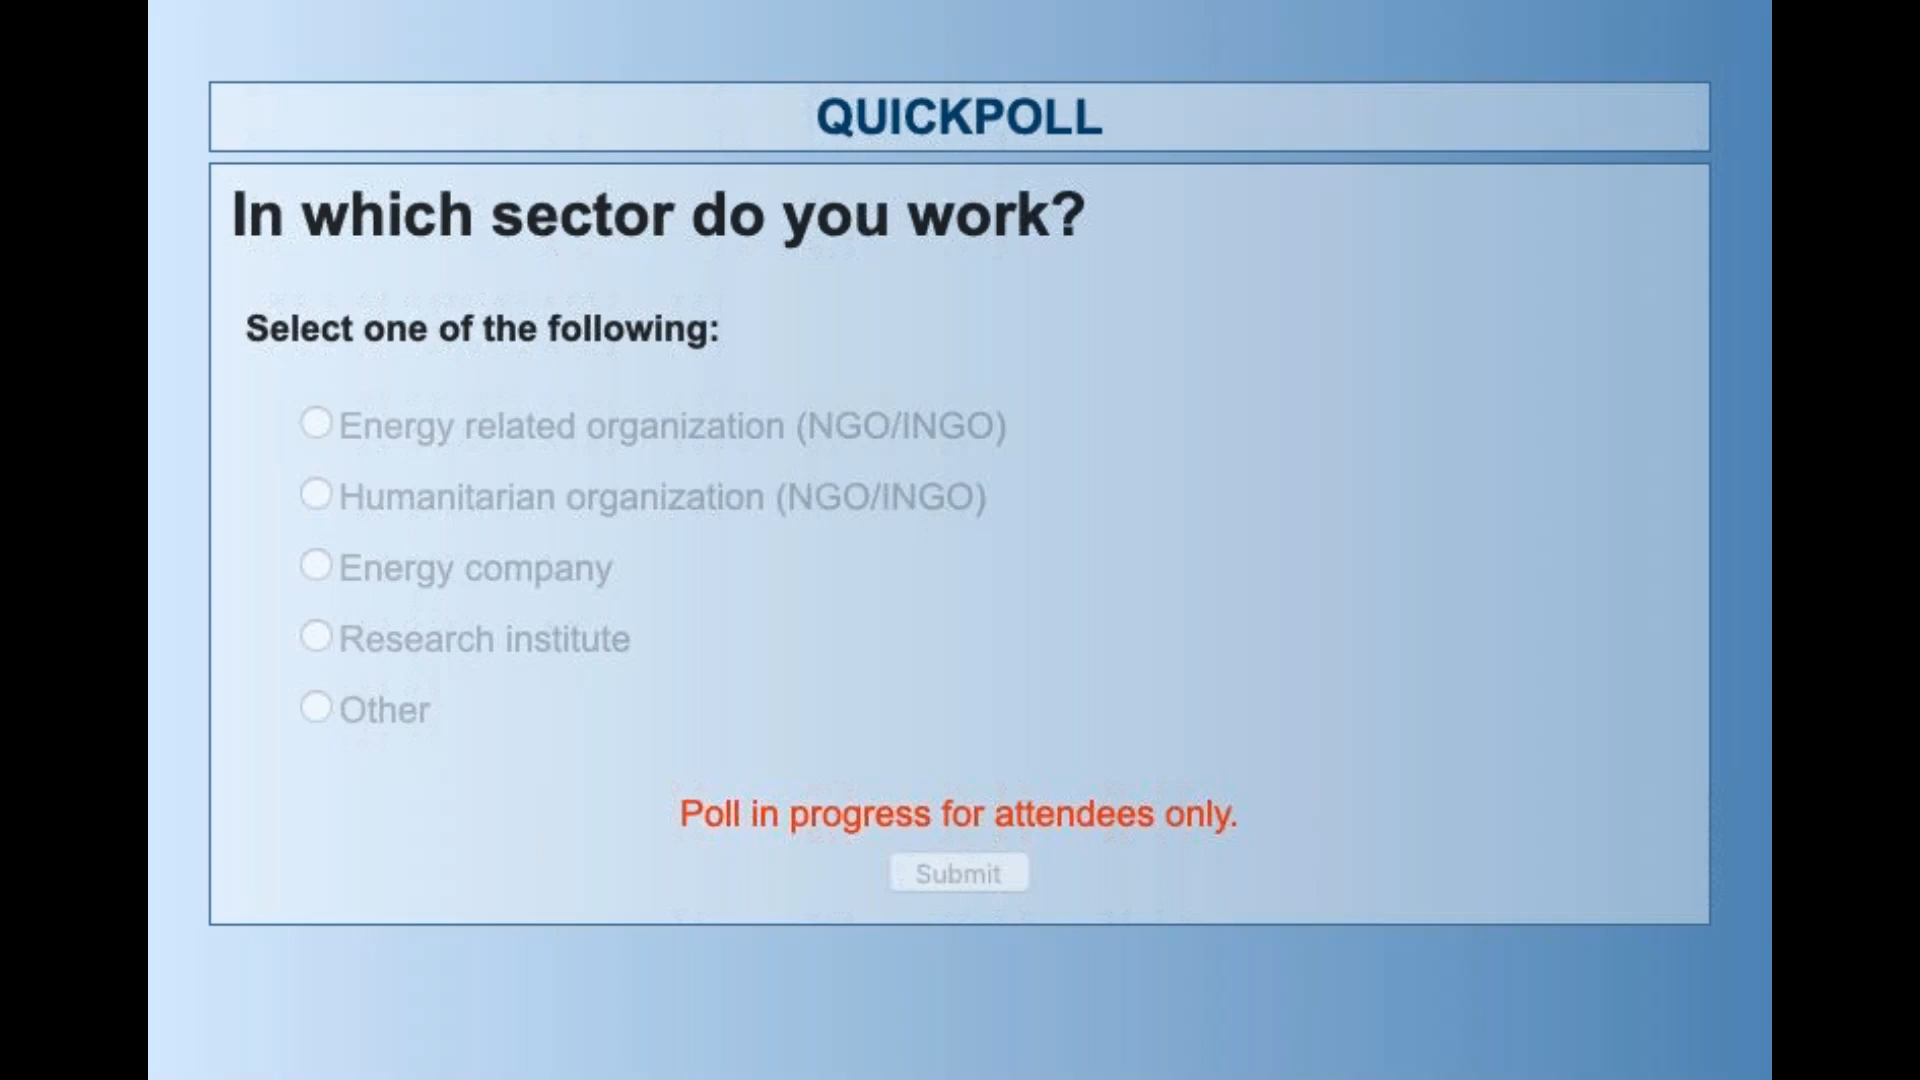 QUICKPOLL
In which sector do you work?
Select one of the following:
Energy related organization (NGO/INGO)
Humanitarian organization (NGO/INGO)
Energy company
Research institute
Other
Poll in progress for attendees only.
Submit